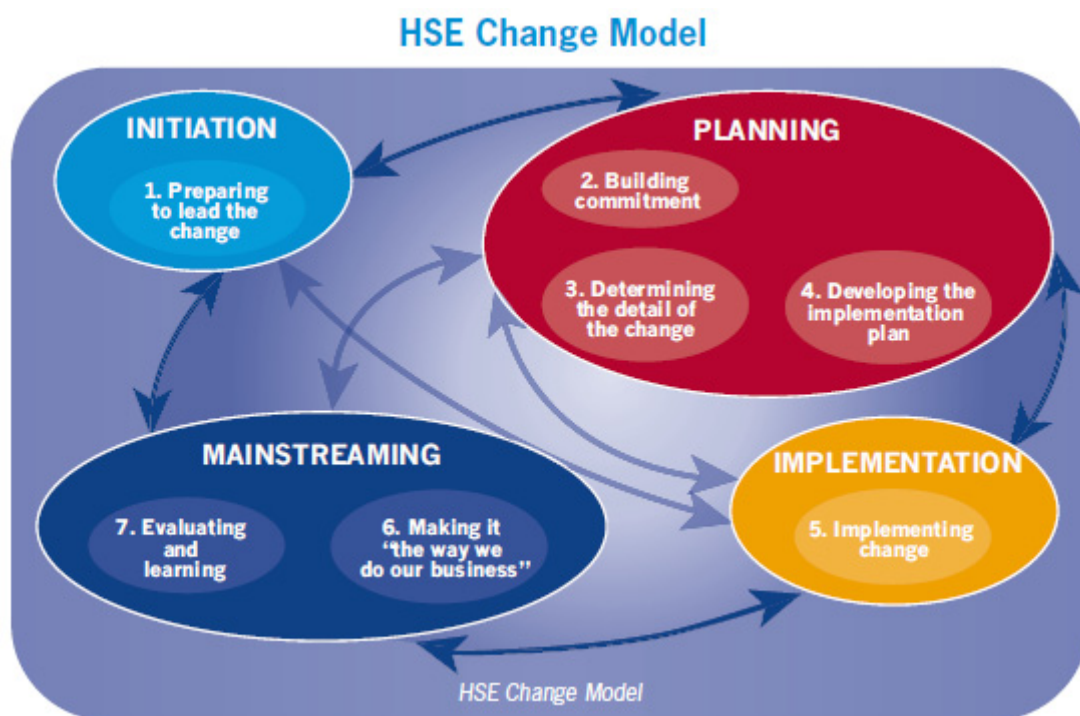 HSE Change Model
INITIATION
1. Preparing
to lead the
change
PLANNING
2. Building
commitment
3. Determining
the detail of
the change
4. Developing the
implementation
plan
MAINSTREAMING
7. Evaluating
and
learning
6. Making it
“the way we
do our business”
IMPLEMENTATION
5. Implementing
change
HSE Change Model